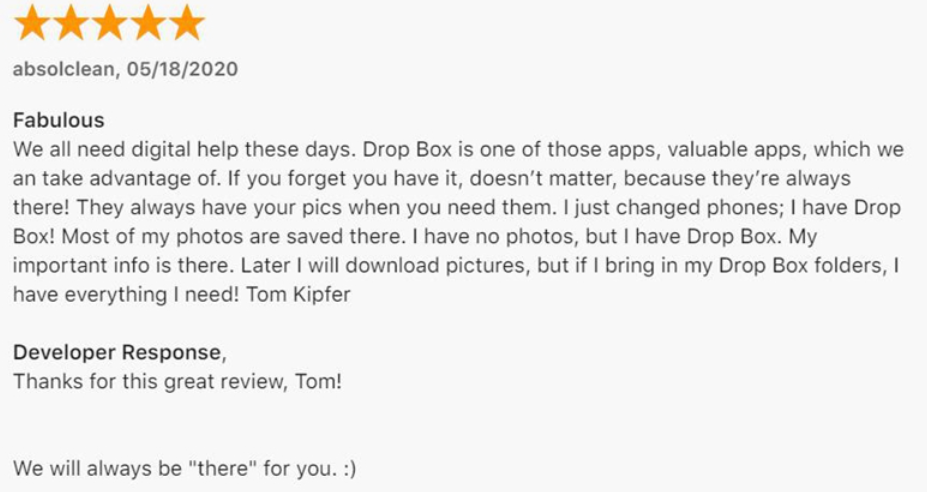 absolclean, 05/18/2020
Fabulous
We all need digital help these days. Drop Box is one of those apps, valuable apps, which we
an take advantage of. If you forget you have it, doesn't matter, because they're always
there! They always have your pics when you need them. I just changed phones; I have Drop
Box! Most of my photos are saved there. I have no photos, but I have Drop Box. My
important info is there. Later I will download pictures, but if I bring in my Drop Box folders, I
have everything I need! Tom Kipfer
Developer Response,
Thanks for this great review, Tom!
We will always be "there" for you. :)